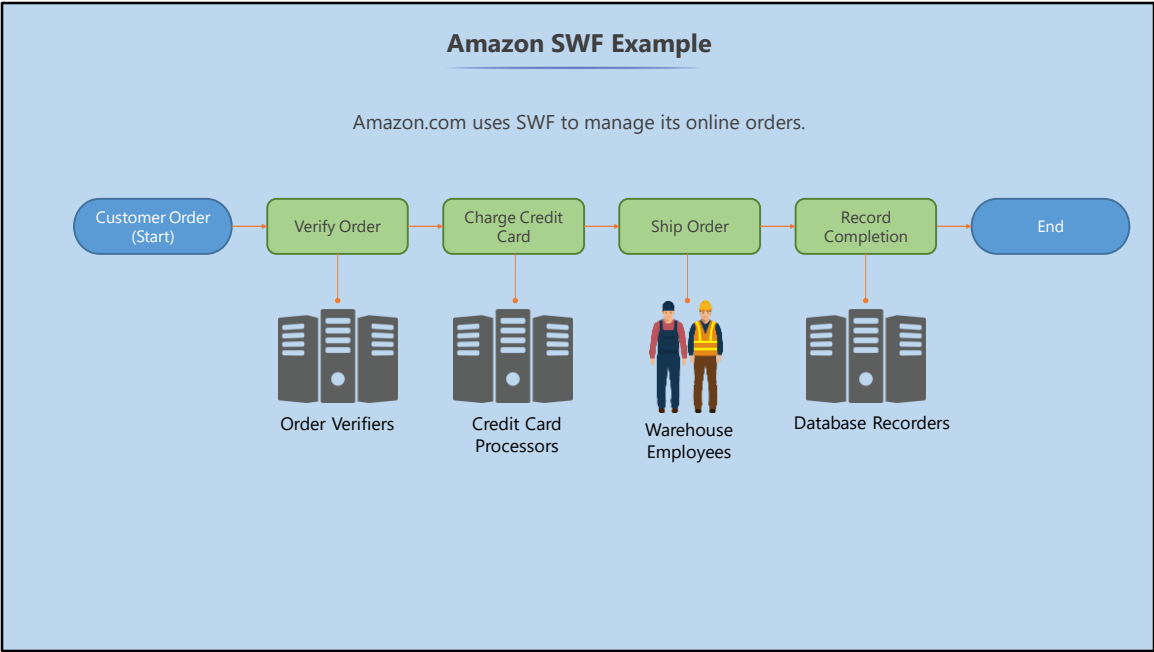 Amazon SWF Example
Amazon.com uses SWF to manage its online orders.
Customer Order
(Start)
Verify Order
Charge Credit
Card
Ship Order
Record
Completion
End
Order Verifiers
Credit Card
Processors
Warehouse
Employees
Database Recorders